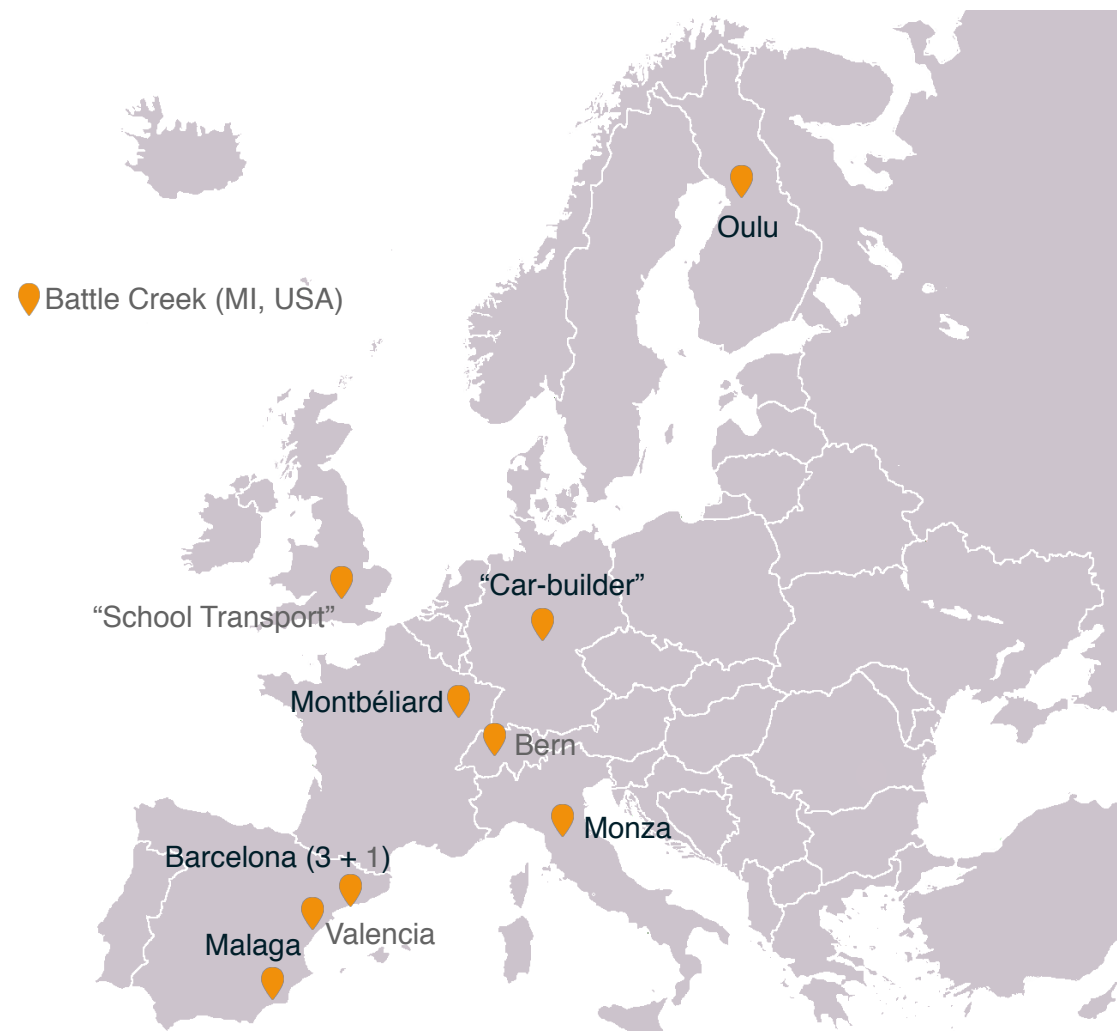 Oulu
Battle Creek (MI, USA)
“Car-builder”
“School Transport”
Montbéliard
Bern
Monza
Barcelona (3 + 1)
Valencia
Malaga